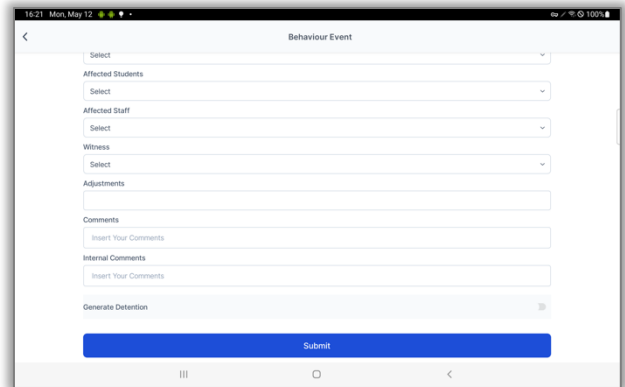 16:21 Mon, May 12 100%
Behaviour Event
Select
Affected Students
Select
Affected Staff
Select
Witness
Select
Adjustments
Comments
Insert Your Comments
Internal Comments
Insert Your Comments
Generate Detention
Submit